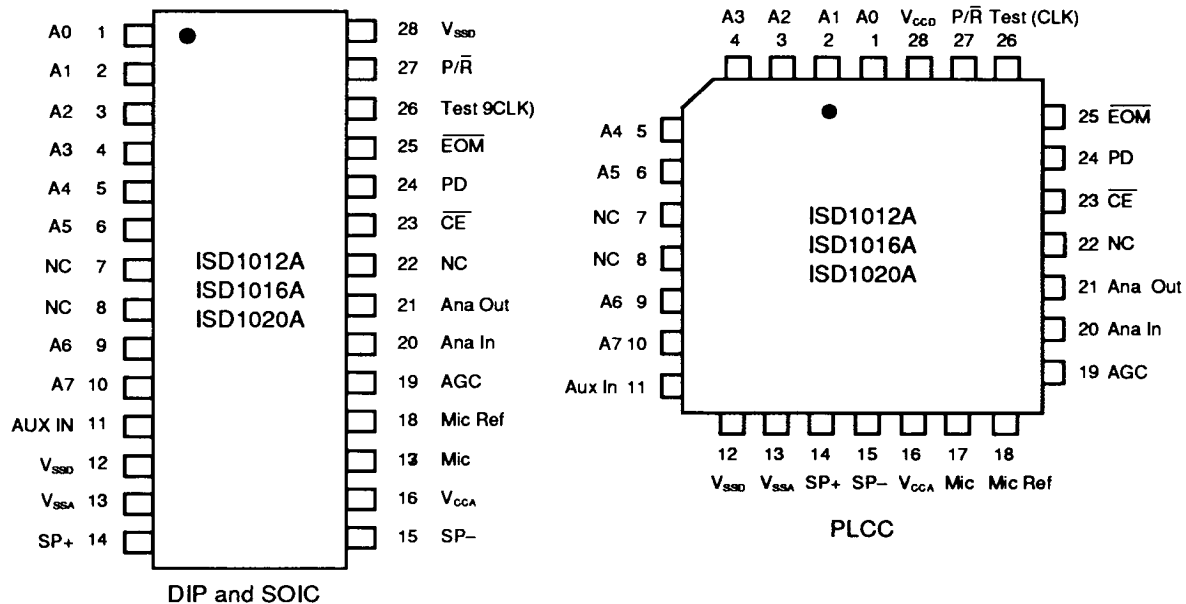 A0 1
A1 2
A2 3
A3 4
A4 5
A5 6
NC 7
NC 8
A6 9
A7 10
AUX IN 11
VSSD 12
VSSA 13
SP+ 14
28 VSSD
27 P/R̅
26 Test 9CLK)
25 E̅O̅M̅
24 PD
23 C̅E̅
22 NC
21 Ana Out
20 Ana In
19 AGC
18 Mic Ref
13 Mic
16 VCCA
15 SP–
ISD1012A
ISD1016A
ISD1020A
DIP and SOIC
A3 A2 A1 A0 VCCD P/R̅ Test (CLK)
4 3 2 1 28 27 26
A4 5
A5 6
NC 7
NC 8
A6 9
A7 10
Aux In 11
ISD1012A
ISD1016A
ISD1020A
25 E̅O̅M̅
24 PD
23 C̅E̅
22 NC
21 Ana Out
20 Ana In
19 AGC
12 13 14 15 16 17 18
VSSD VSSA SP+ SP– VCCA Mic Mic Ref
PLCC